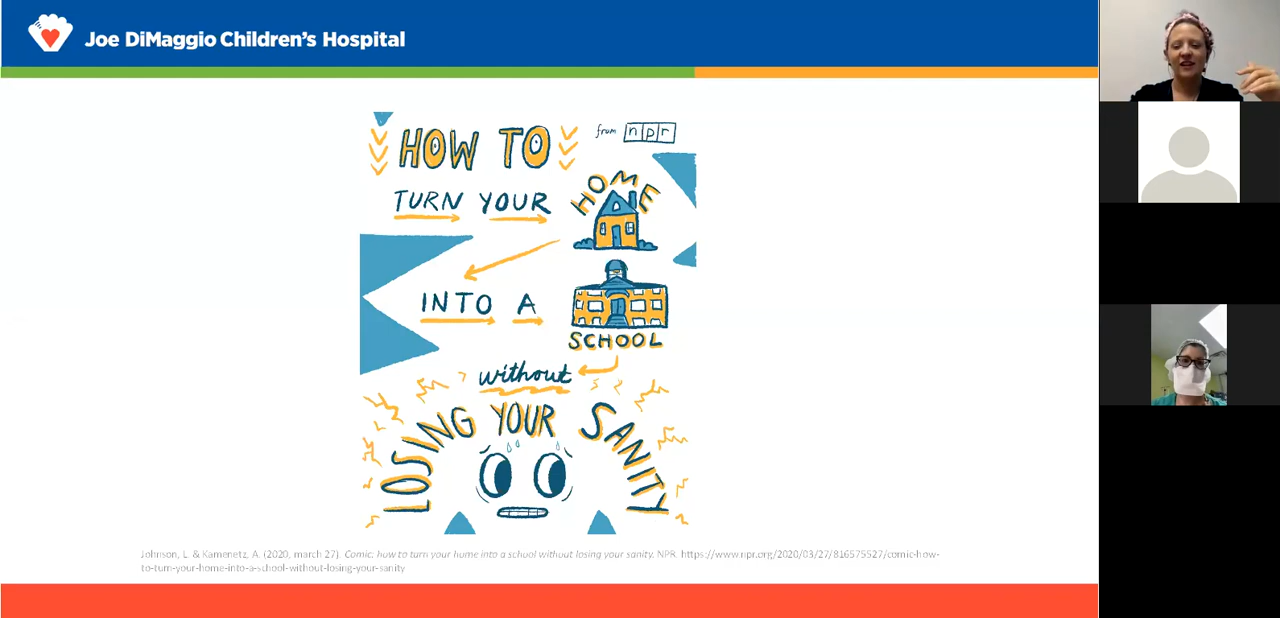 Joe DiMaggio Children's Hospital
HOW TO
from npr
TURN YOUR HOME
INTO A
SCHOOL
without
LOSING YOUR SANITY
Johnson, L. & Kamenetz, A. (2020, march 27). Comic: how to turn your home into a school without losing your sanity. NPR. https://www.npr.org/2020/03/27/816575527/comic-how-
to-turn-your-home-into-a-school-without-losing-your-sanity